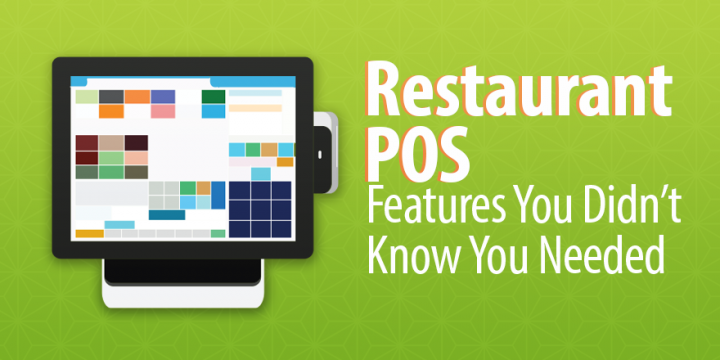 Restaurant
POS
Features You Didn't
Know You Needed